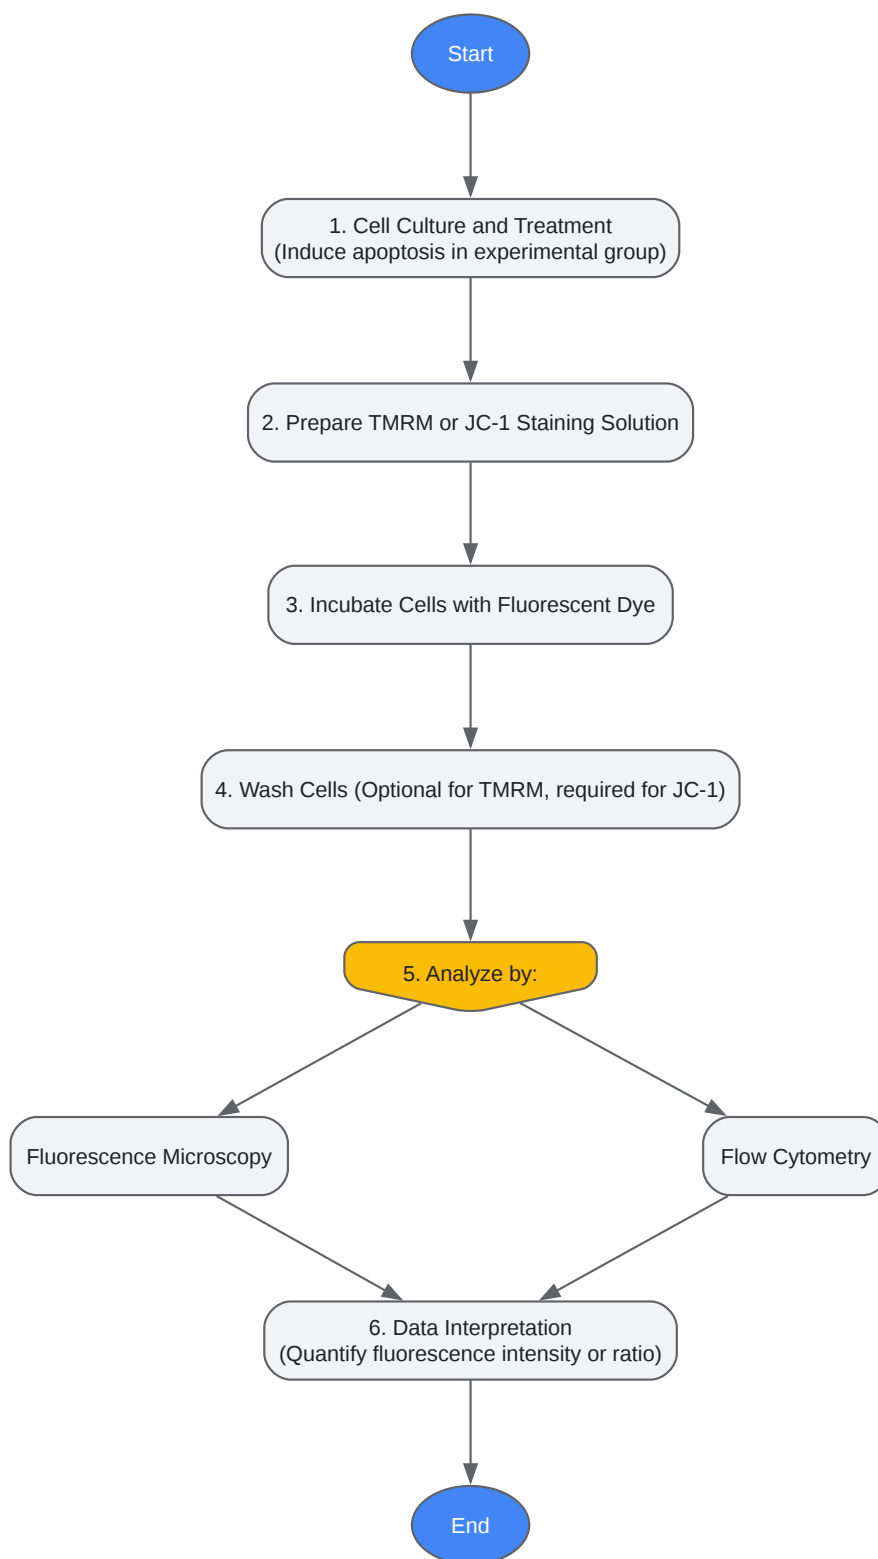 Start
1. Cell Culture and Treatment
(Induce apoptosis in experimental group)
2. Prepare TMRM or JC-1 Staining Solution
3. Incubate Cells with Fluorescent Dye
4. Wash Cells (Optional for TMRM, required for JC-1)
5. Analyze by:
Fluorescence Microscopy
Flow Cytometry
6. Data Interpretation
(Quantify fluorescence intensity or ratio)
End